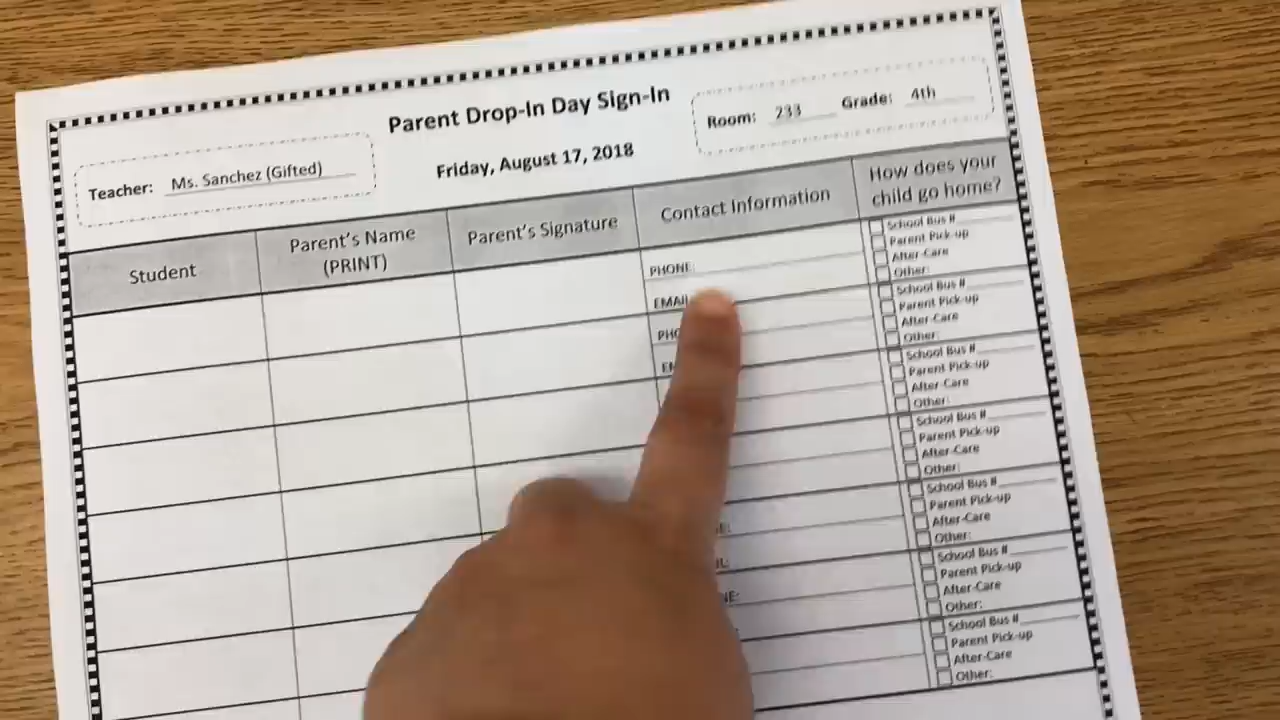 Parent Drop-In Day Sign-In
Friday, August 17, 2018
Teacher: Ms. Sanchez (Gifted)
Room: 233 Grade: 4th
Student
Parent's Name
(PRINT)
Parent's Signature
Contact Information
How does your
child go home?
PHONE:
EMAIL
School Bus #
Parent Pick-up
After-Care
Other:
School Bus #
Parent Pick-up
After-Care
Other:
School Bus #
Parent Pick-up
After-Care
Other:
School Bus #
Parent Pick-up
After-Care
Other:
School Bus #
Parent Pick-up
After-Care
Other:
School Bus #
Parent Pick-up
After-Care
Other:
School Bus #
Parent Pick-up
After-Care
Other: